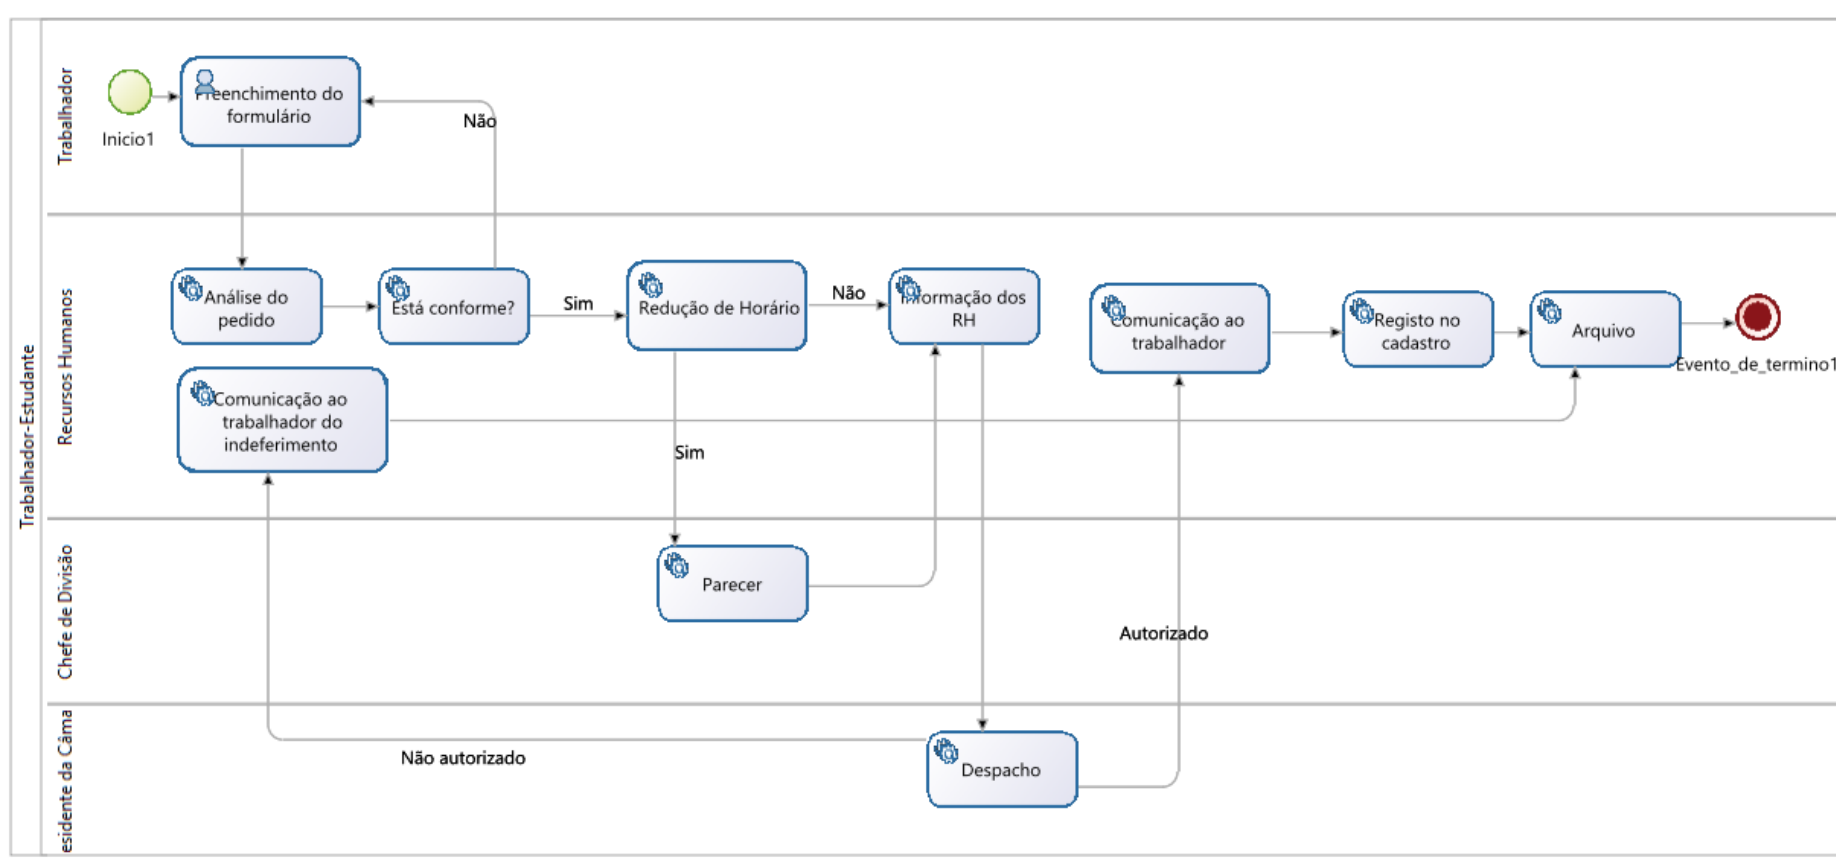 Trabalhador-Estudante
Trabalhador
Inicio1
Preenchimento do
formulário
Não
Recursos Humanos
Análise do
pedido
Está conforme?
Sim
Redução de Horário
Não
Informação dos
RH
Comunicação ao
trabalhador
Registo no
cadastro
Arquivo
Evento_de_termino1
Comunicação ao
trabalhador do
indeferimento
Sim
Chefe de Divisão
Parecer
Autorizado
esidente da Câma
Não autorizado
Despacho